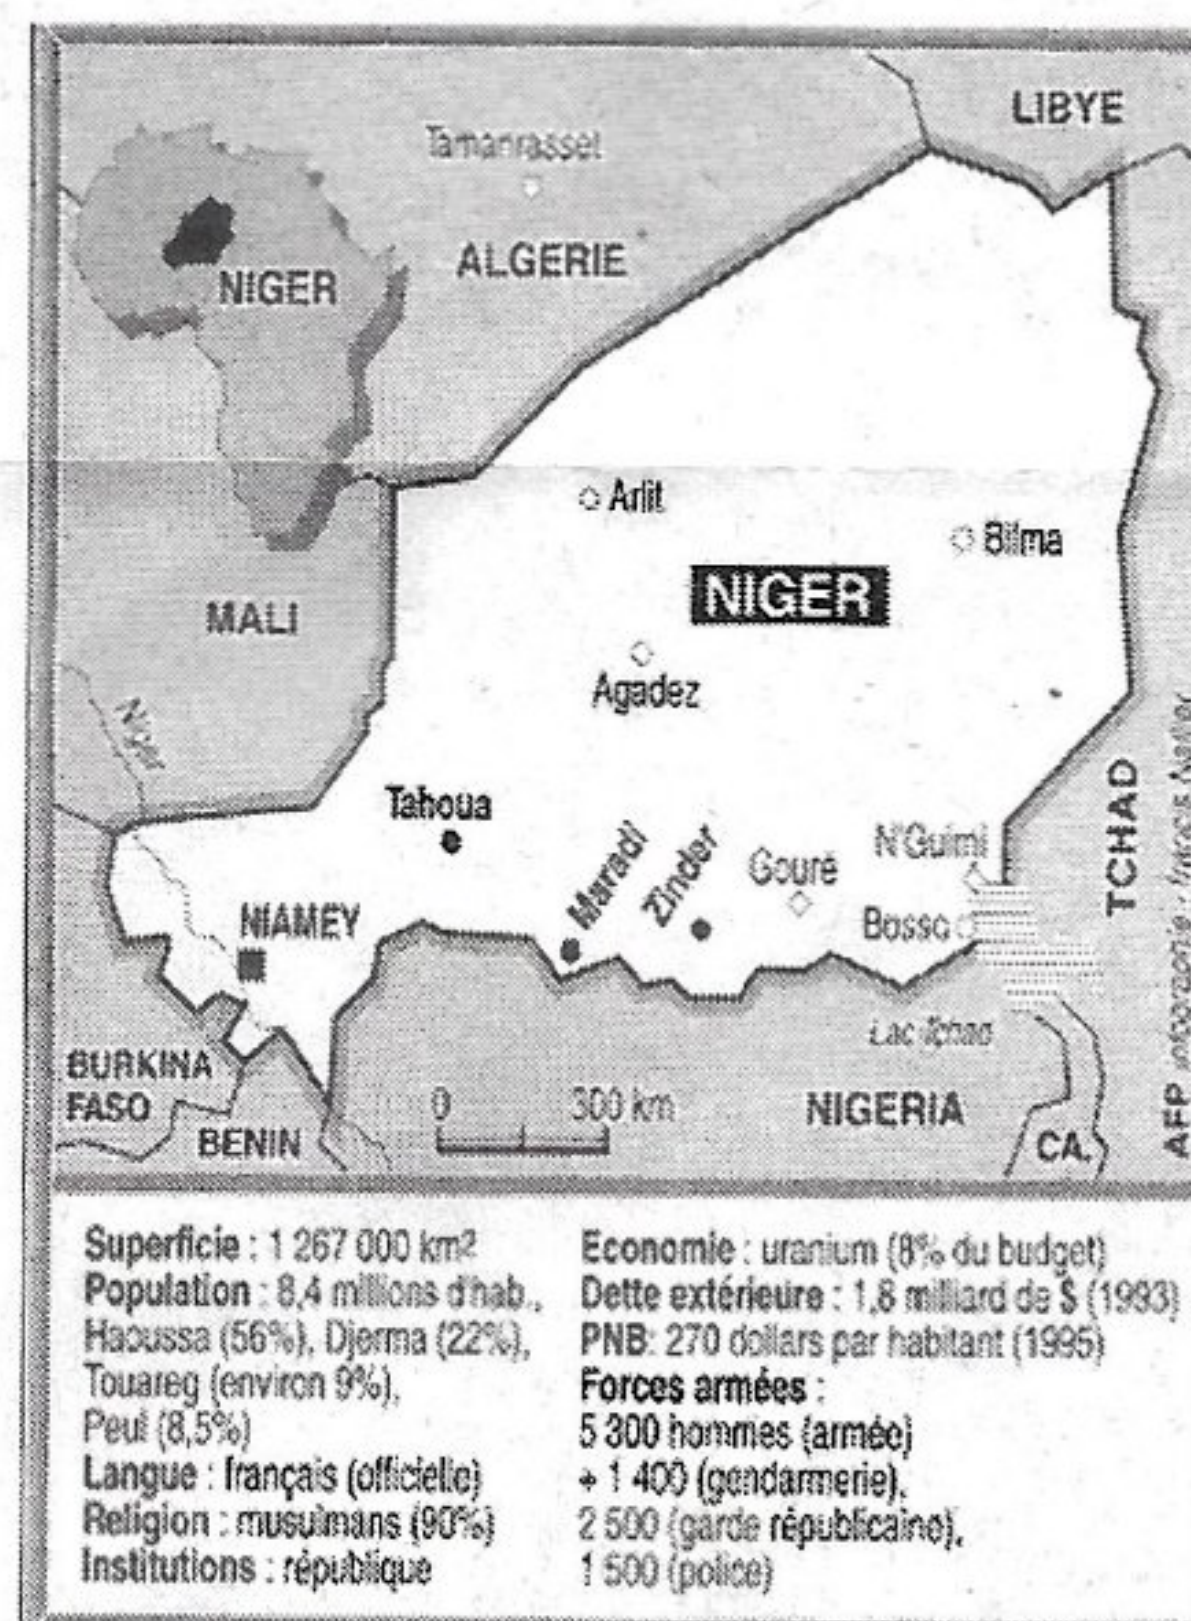 LIBYE
Tamanrasset
ALGERIE
NIGER
Arlit
Bilma
NIGER
MALI
Agadez
Niger
TCHAD
Tahoua
Maradi
Zinder
Gouré
N'Guimi
Bosso
NIAMEY
Lac Tchad
BURKINA
FASO
BENIN
0 300 km
NIGERIA
CA.
AFP
Superficie : 1 267 000 km²
Population : 8,4 millions d'hab.,
Haoussa (56%), Djerma (22%),
Touareg (environ 9%),
Peul (8,5%)
Langue : français (officielle)
Religion : musulmans (90%)
Institutions : république
Economie : uranium (8% du budget)
Dette extérieure : 1,8 milliard de $ (1993)
PNB: 270 dollars par habitant (1995)
Forces armées :
5 300 hommes (armée)
+ 1 400 (gendarmerie),
2 500 (garde républicaine),
1 500 (police)